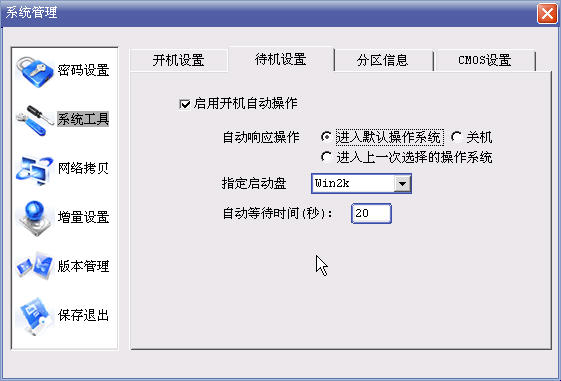 系统管理
密码设置
系统工具
网络拷贝
增量设置
版本管理
保存退出
开机设置 待机设置 分区信息 CMOS设置
启用开机自动操作
自动响应操作 进入默认操作系统 关机
进入上一次选择的操作系统
指定启动盘 Win2k
自动等待时间(秒): 20